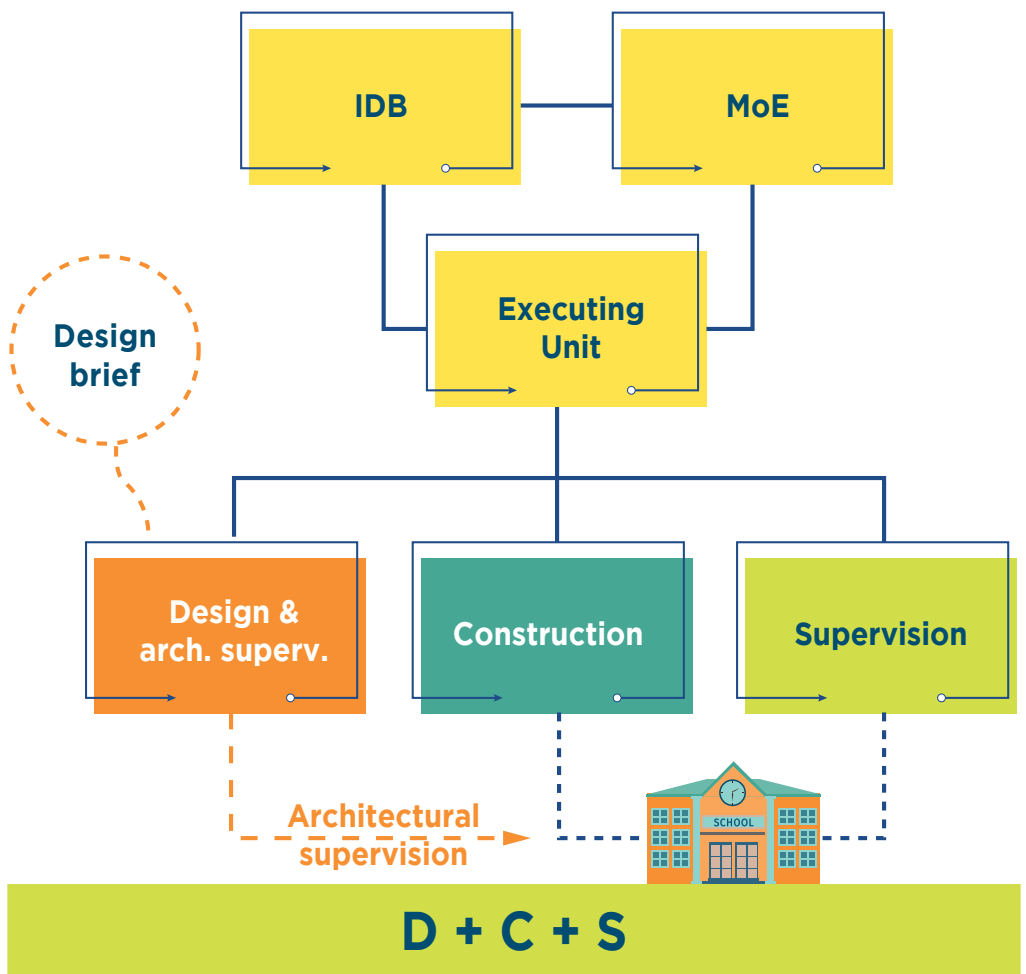 IDB
MoE
Executing
Unit
Design
brief
Design &
arch. superv.
Construction
Supervision
Architectural
supervision
SCHOOL
D + C + S